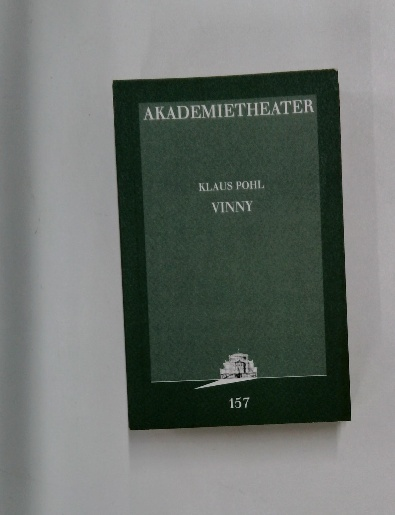 AKADEMIETHEATER
KLAUS POHL
VINNY
157